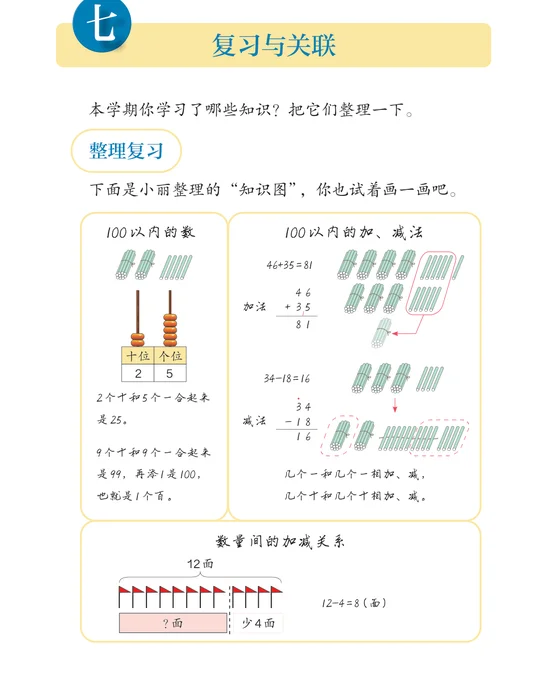 七
复习与关联
本学期你学习了哪些知识？把它们整理一下。
整理复习
下面是小丽整理的“知识图”，你也试着画一画吧。
100以内的数
十位 个位
2 5
2个十和5个一合起来
是25。
9个十和9个一合起来
是99，再添1是100，
也就是1个百。
100以内的加、减法
46+35=81
加法
4 6
+ 3 5
1
8 1
34-18=16
减法
3 4
- 1 8
1 6
几个一和几个一相加、减，
几个十和几个十相加、减。
数量间的加减关系
12面
？面 少4面
12-4=8（面）